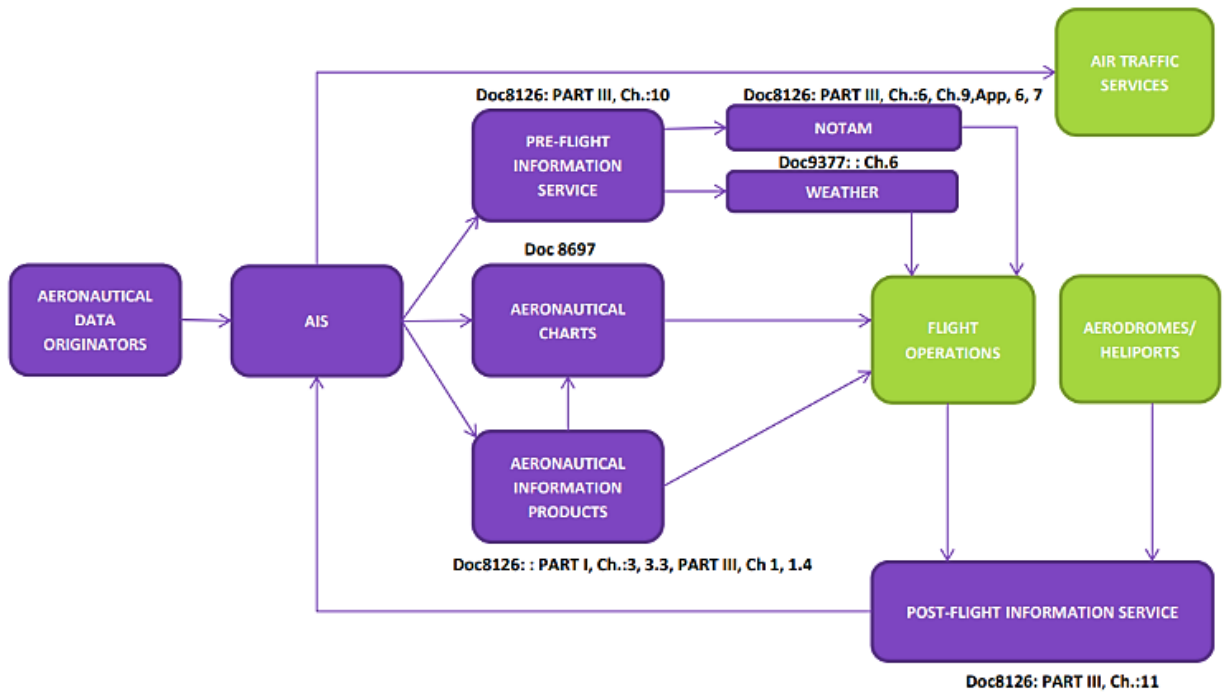 AIR TRAFFIC
SERVICES
Doc8126: PART III, Ch.:10
Doc8126: PART III, Ch.:6, Ch.9,App, 6, 7
PRE-FLIGHT
INFORMATION
SERVICE
NOTAM
Doc9377: : Ch.6
WEATHER
Doc 8697
AERONAUTICAL
DATA
ORIGINATORS
AIS
AERONAUTICAL
CHARTS
FLIGHT
OPERATIONS
AERODROMES/
HELIPORTS
AERONAUTICAL
INFORMATION
PRODUCTS
Doc8126: : PART I, Ch.:3, 3.3, PART III, Ch 1, 1.4
POST-FLIGHT INFORMATION SERVICE
Doc8126: PART III, Ch.:11